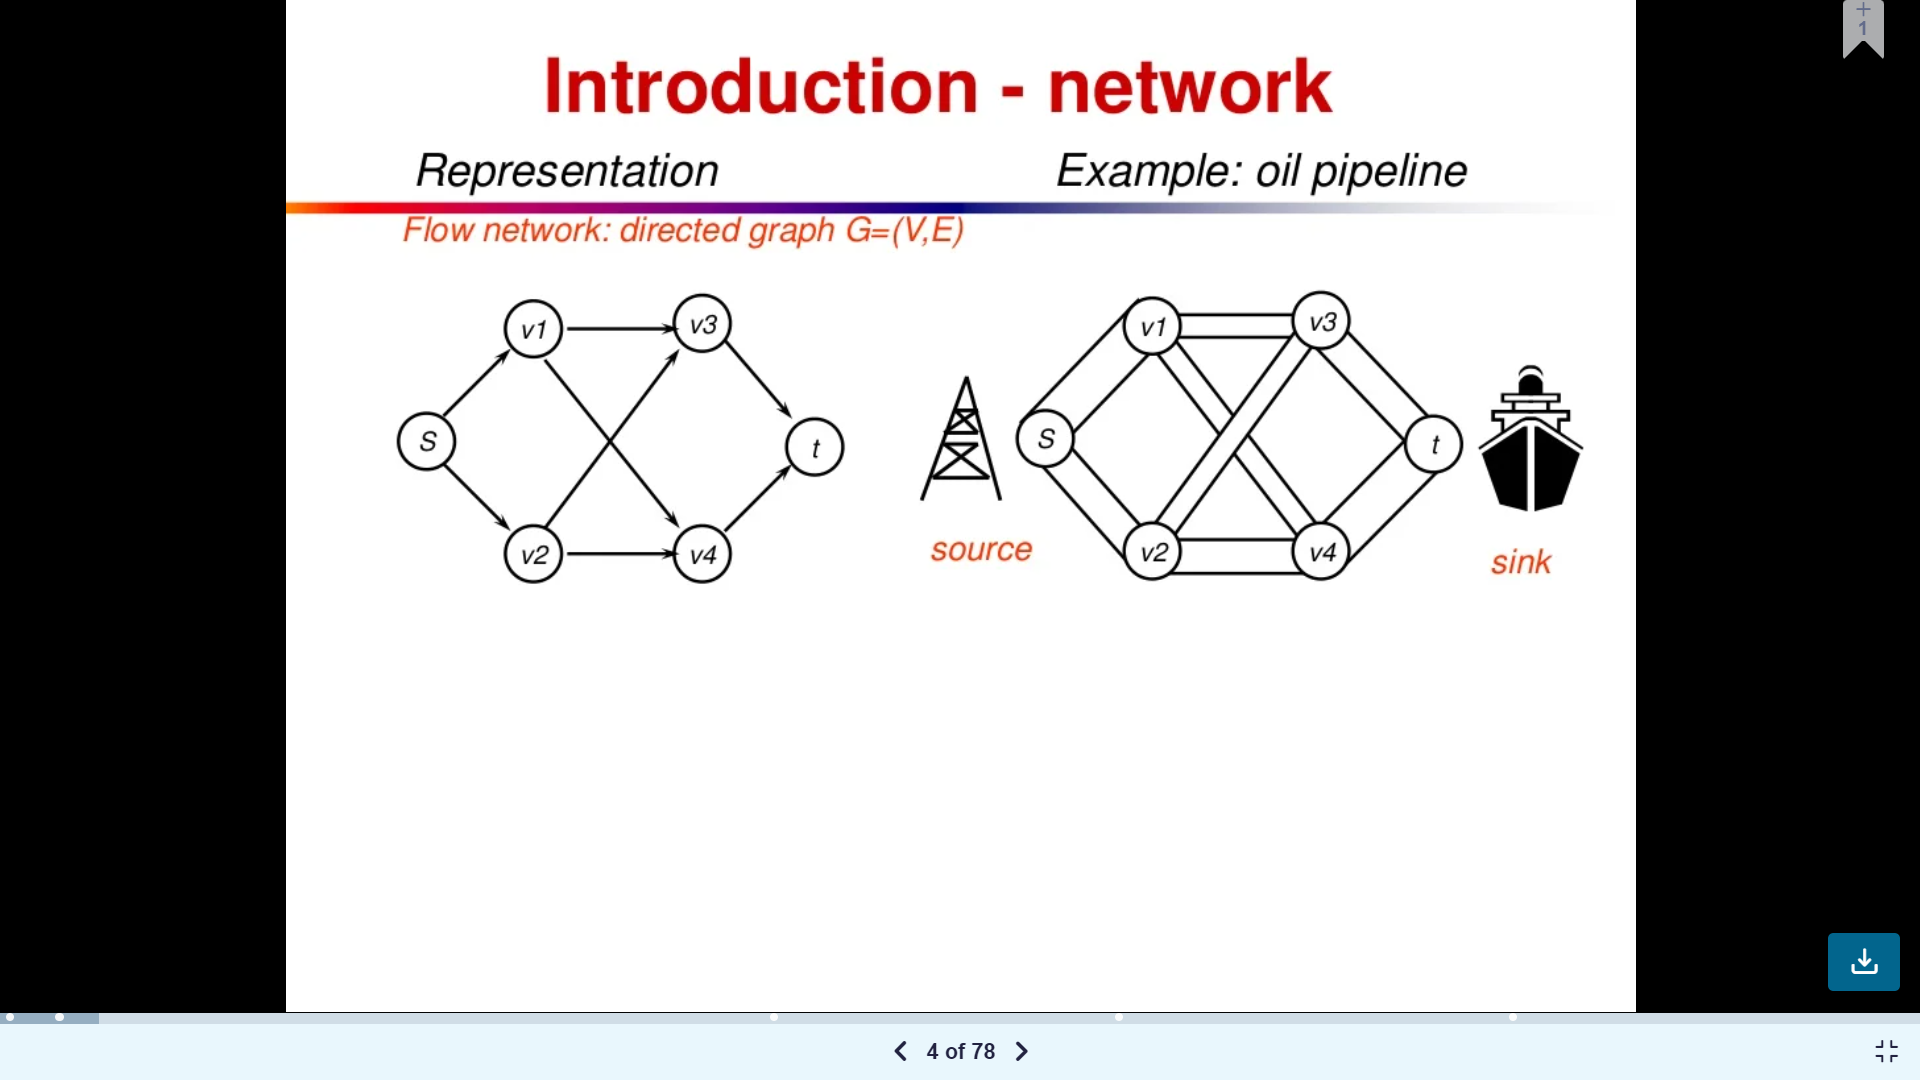 +
1
Introduction - network
Representation
Example: oil pipeline
Flow network: directed graph G=(V,E)
v1
v3
S
t
v2
v4
v1
v3
S
t
v2
v4
source
sink
4 of 78